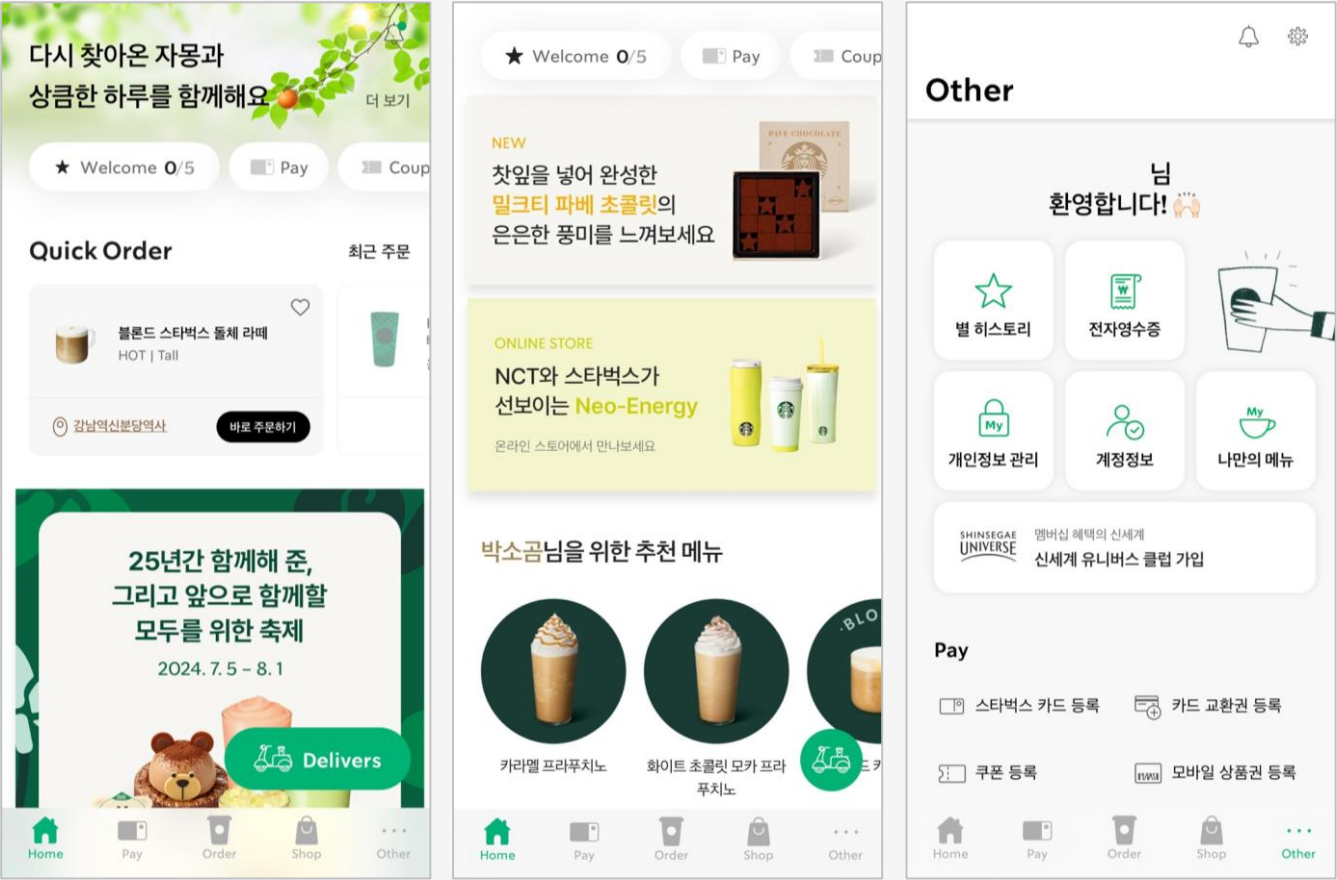 다시 찾아온 자몽과
상큼한 하루를 함께해요
더 보기
★ Welcome 0/5
Pay
Coup
Quick Order
최근 주문
블론드 스타벅스 돌체 라떼
HOT | Tall
강남역신분당역사
바로 주문하기
25년간 함께해 준,
그리고 앞으로 함께할
모두를 위한 축제
2024. 7. 5 – 8. 1
Delivers
Home
Pay
Order
Shop
Other
★ Welcome 0/5
Pay
Coup
NEW
찻잎을 넣어 완성한
밀크티 파베 초콜릿의
은은한 풍미를 느껴보세요
PAVE CHOCOLATE
ONLINE STORE
NCT와 스타벅스가
선보이는 Neo-Energy
온라인 스토어에서 만나보세요
박소곰님을 위한 추천 메뉴
BLO
카라멜 프라푸치노
화이트 초콜릿 모카 프라
푸치노
드 카
Home
Pay
Order
Shop
Other
Other
님
환영합니다!
별 히스토리
전자영수증
My
개인정보 관리
계정정보
My
나만의 메뉴
SHINSEGAE
UNIVERSE
멤버십 혜택의 신세계
신세계 유니버스 클럽 가입
Pay
스타벅스 카드 등록
카드 교환권 등록
쿠폰 등록
모바일 상품권 등록
Home
Pay
Order
Shop
Other